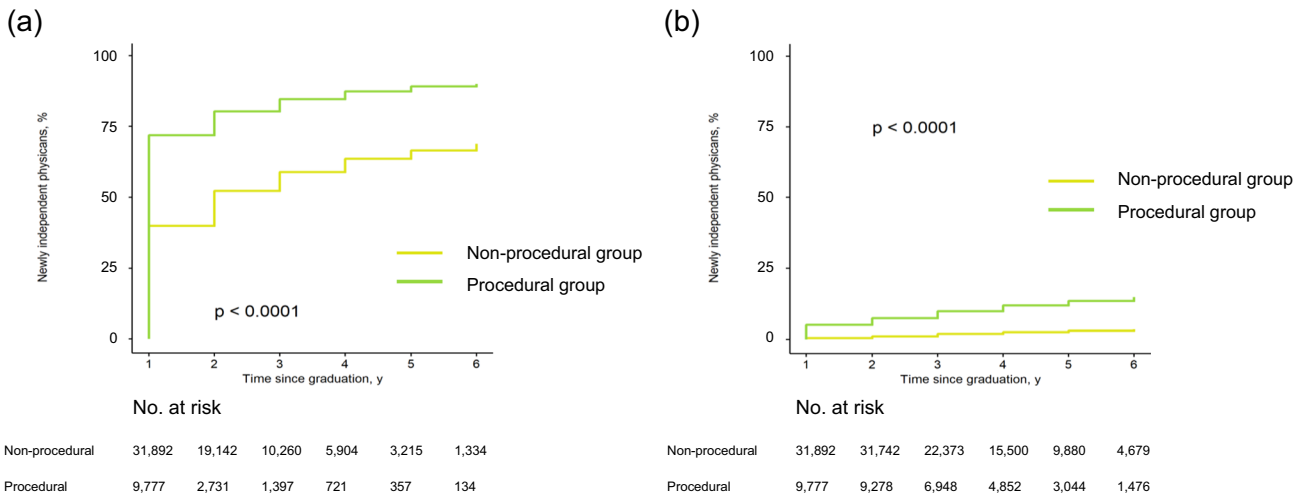 (a)
100
75
50
25
0
Newly independent physicans, %
Non-procedural group
Procedural group
p < 0.0001
1 2 3 4 5 6
Time since graduation, y
No. at risk
Non-procedural 31,892 19,142 10,260 5,904 3,215 1,334
Procedural 9,777 2,731 1,397 721 357 134
(b)
100
75
50
25
0
Newly independent physicans, %
p < 0.0001
Non-procedural group
Procedural group
1 2 3 4 5 6
Time since graduation, y
No. at risk
Non-procedural 31,892 31,742 22,373 15,500 9,880 4,679
Procedural 9,777 9,278 6,948 4,852 3,044 1,476